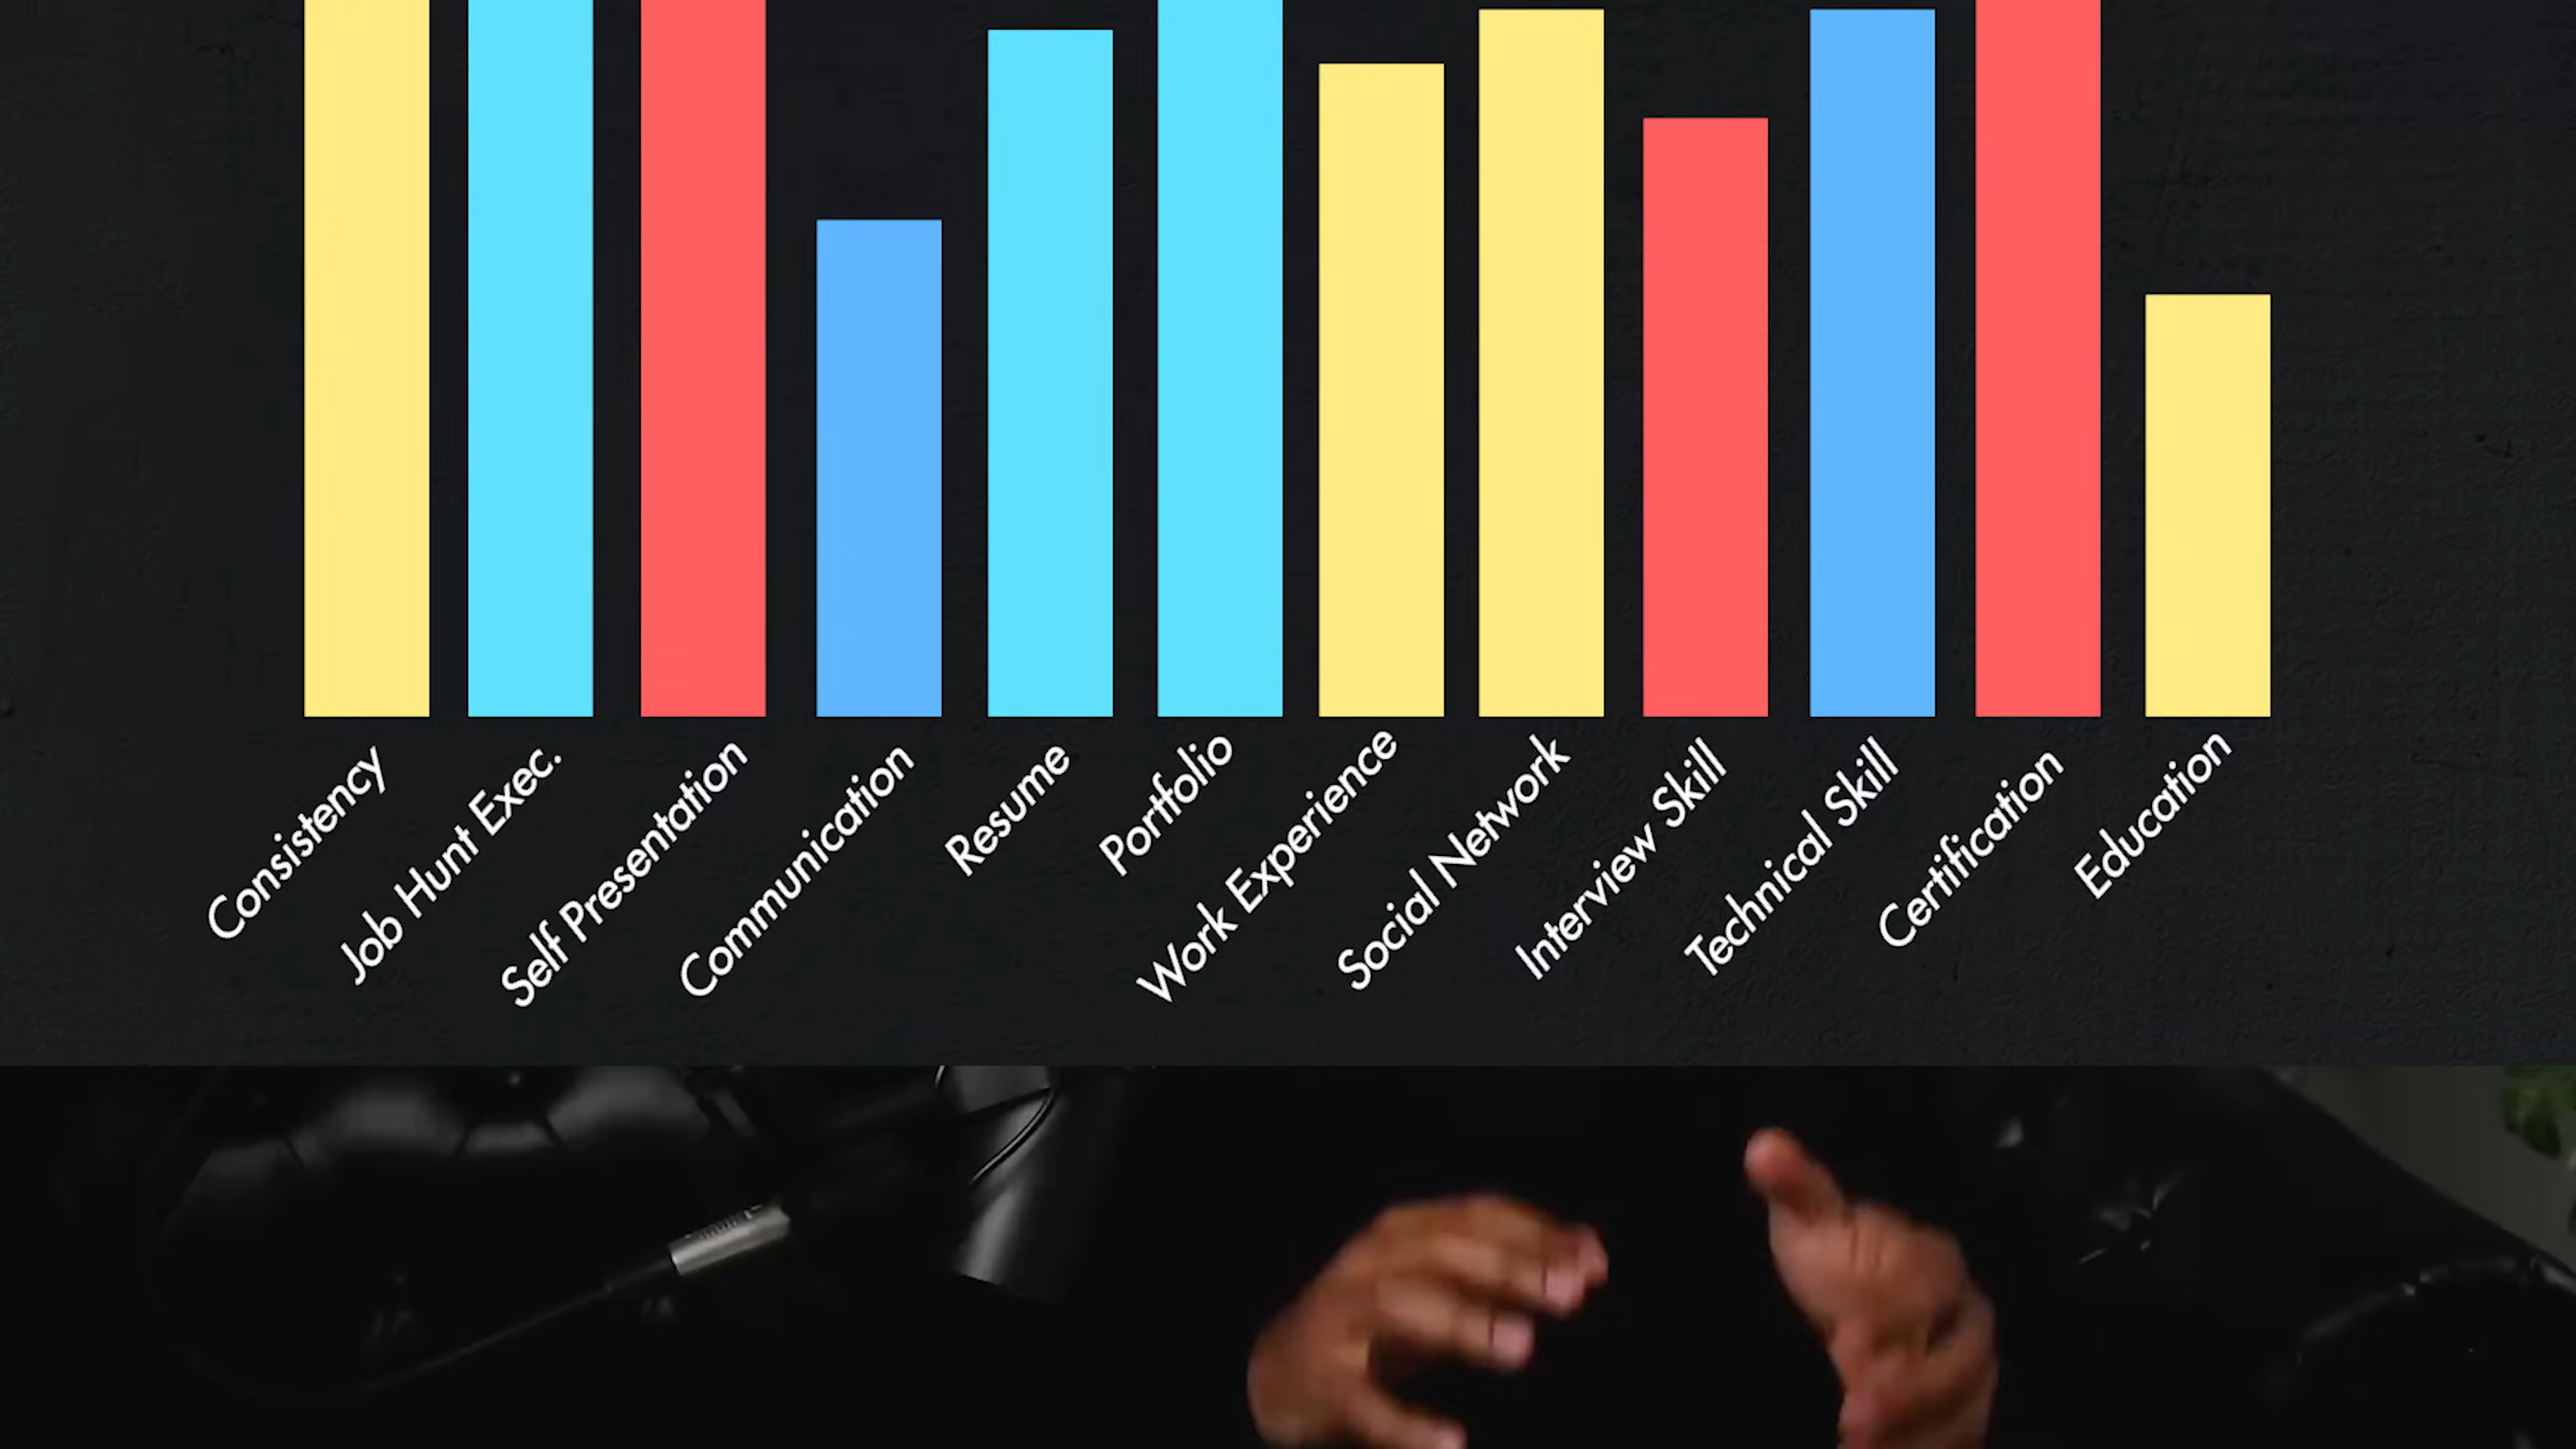 Consistency
Job Hunt Exec.
Self Presentation
Communication
Resume
Portfolio
Work Experience
Social Network
Interview Skill
Technical Skill
Certification
Education